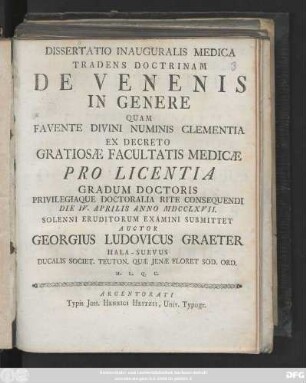 DISSERTATIO INAUGURALIS MEDICA
TRADENS DOCTRINAM
DE VENENIS
IN GENERE
QUAM
FAVENTE DIVINI NUMINIS CLEMENTIA
EX DECRETO
GRATIOSÆ FACULTATIS MEDICÆ
PRO LICENTIA
GRADUM DOCTORIS
PRIVILEGIAQUE DOCTORALIA RITE CONSEQUENDI
DIE IV. APRILIS ANNO MDCCLXVII.
SOLENNI ERUDITORUM EXAMINI SUBMITTET
AUCTOR
GEORGIUS LUDOVICUS GRAETER
HALA-SUEVUS
DUCALIS SOCIET. TEUTON. QUÆ JENÆ FLORET SOD. ORD.
H. L. Q. C.
ARGENTORATI
Typis Joh. HENRICI HEITZII, Univ. Typogr.